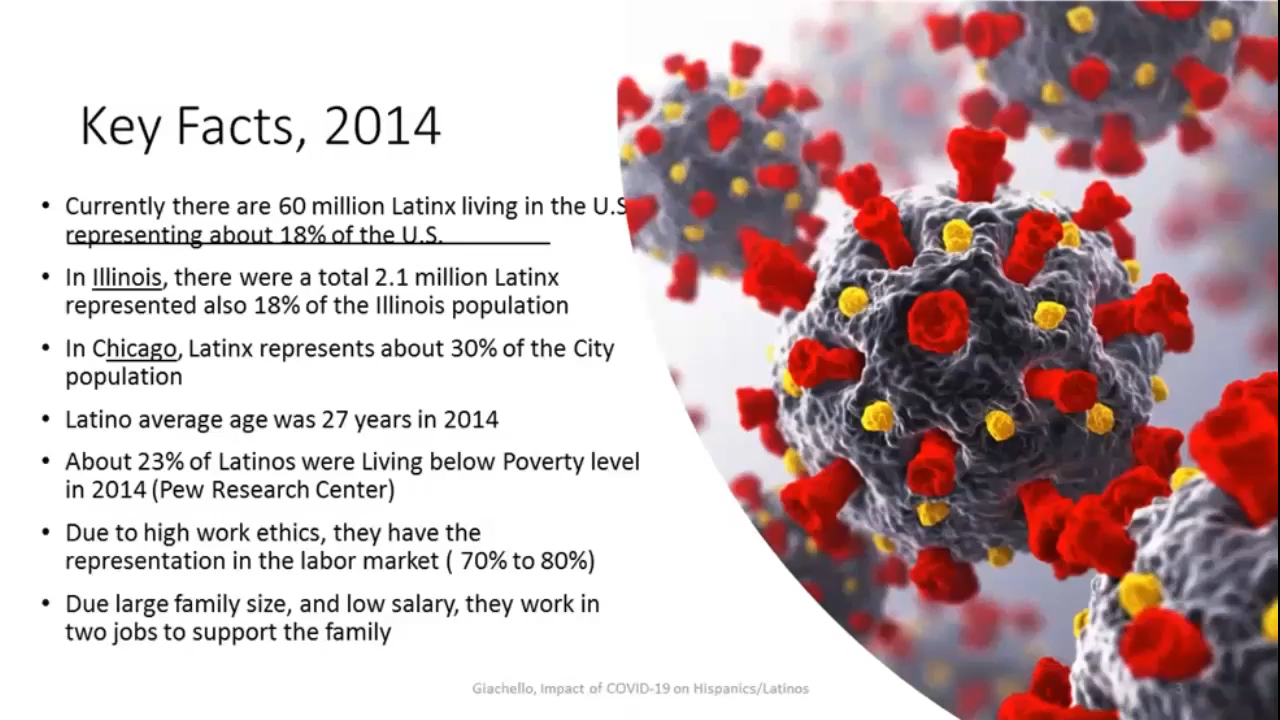 Key Facts, 2014
• Currently there are 60 million Latinx living in the U.S
representing about 18% of the U.S.
• In Illinois, there were a total 2.1 million Latinx
represented also 18% of the Illinois population
• In Chicago, Latinx represents about 30% of the City
population
• Latino average age was 27 years in 2014
• About 23% of Latinos were Living below Poverty level
in 2014 (Pew Research Center)
• Due to high work ethics, they have the
representation in the labor market ( 70% to 80%)
• Due large family size, and low salary, they work in
two jobs to support the family
Giachello, Impact of COVID-19 on Hispanics/Latinos